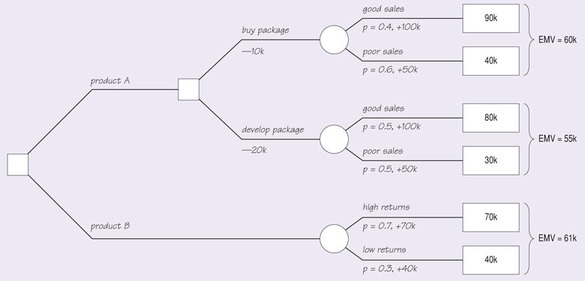 good sales
p = 0.4, +100k
90k
buy package
—10k
EMV = 60k
poor sales
p = 0.6, +50k
40k
product A
good sales
p = 0.5, +100k
80k
develop package
—20k
EMV = 55k
poor sales
p = 0.5, +50k
30k
high returns
p = 0.7, +70k
70k
product B
EMV = 61k
low returns
p = 0.3, +40k
40k